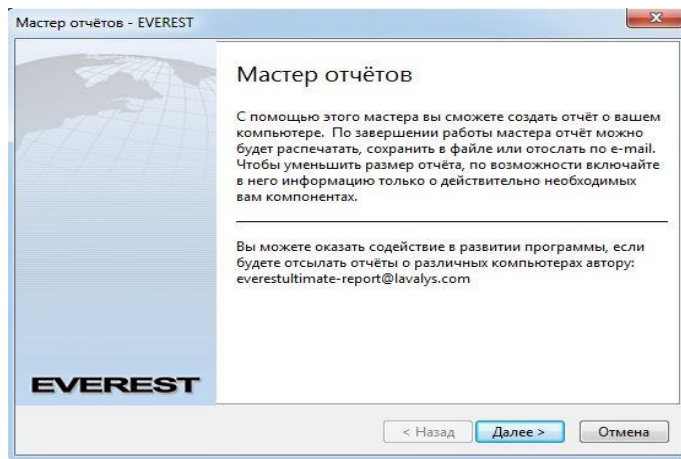 Мастер отчётов - EVEREST
Мастер отчётов
С помощью этого мастера вы сможете создать отчёт о вашем
компьютере. По завершении работы мастера отчёт можно
будет распечатать, сохранить в файле или отослать по e-mail.
Чтобы уменьшить размер отчёта, по возможности включайте
в него информацию только о действительно необходимых
вам компонентах.
Вы можете оказать содействие в развитии программы, если
будете отсылать отчёты о различных компьютерах автору:
everestultimate-report@lavalys.com
EVEREST
< Назад Далее > Отмена